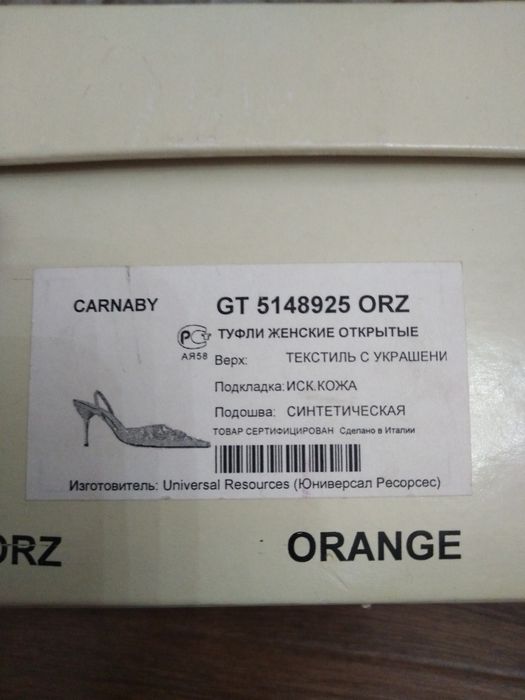 CARNABY GT 5148925 ORZ
РСТ ТУФЛИ ЖЕНСКИЕ ОТКРЫТЫЕ
АЯ58
Верх: ТЕКСТИЛЬ С УКРАШЕНИ
Подкладка: ИСК.КОЖА
Подошва: СИНТЕТИЧЕСКАЯ
ТОВАР СЕРТИФИЦИРОВАН Сделано в Италии
Изготовитель: Universal Resources (Юниверсал Ресорсес)
ORZ ORANGE